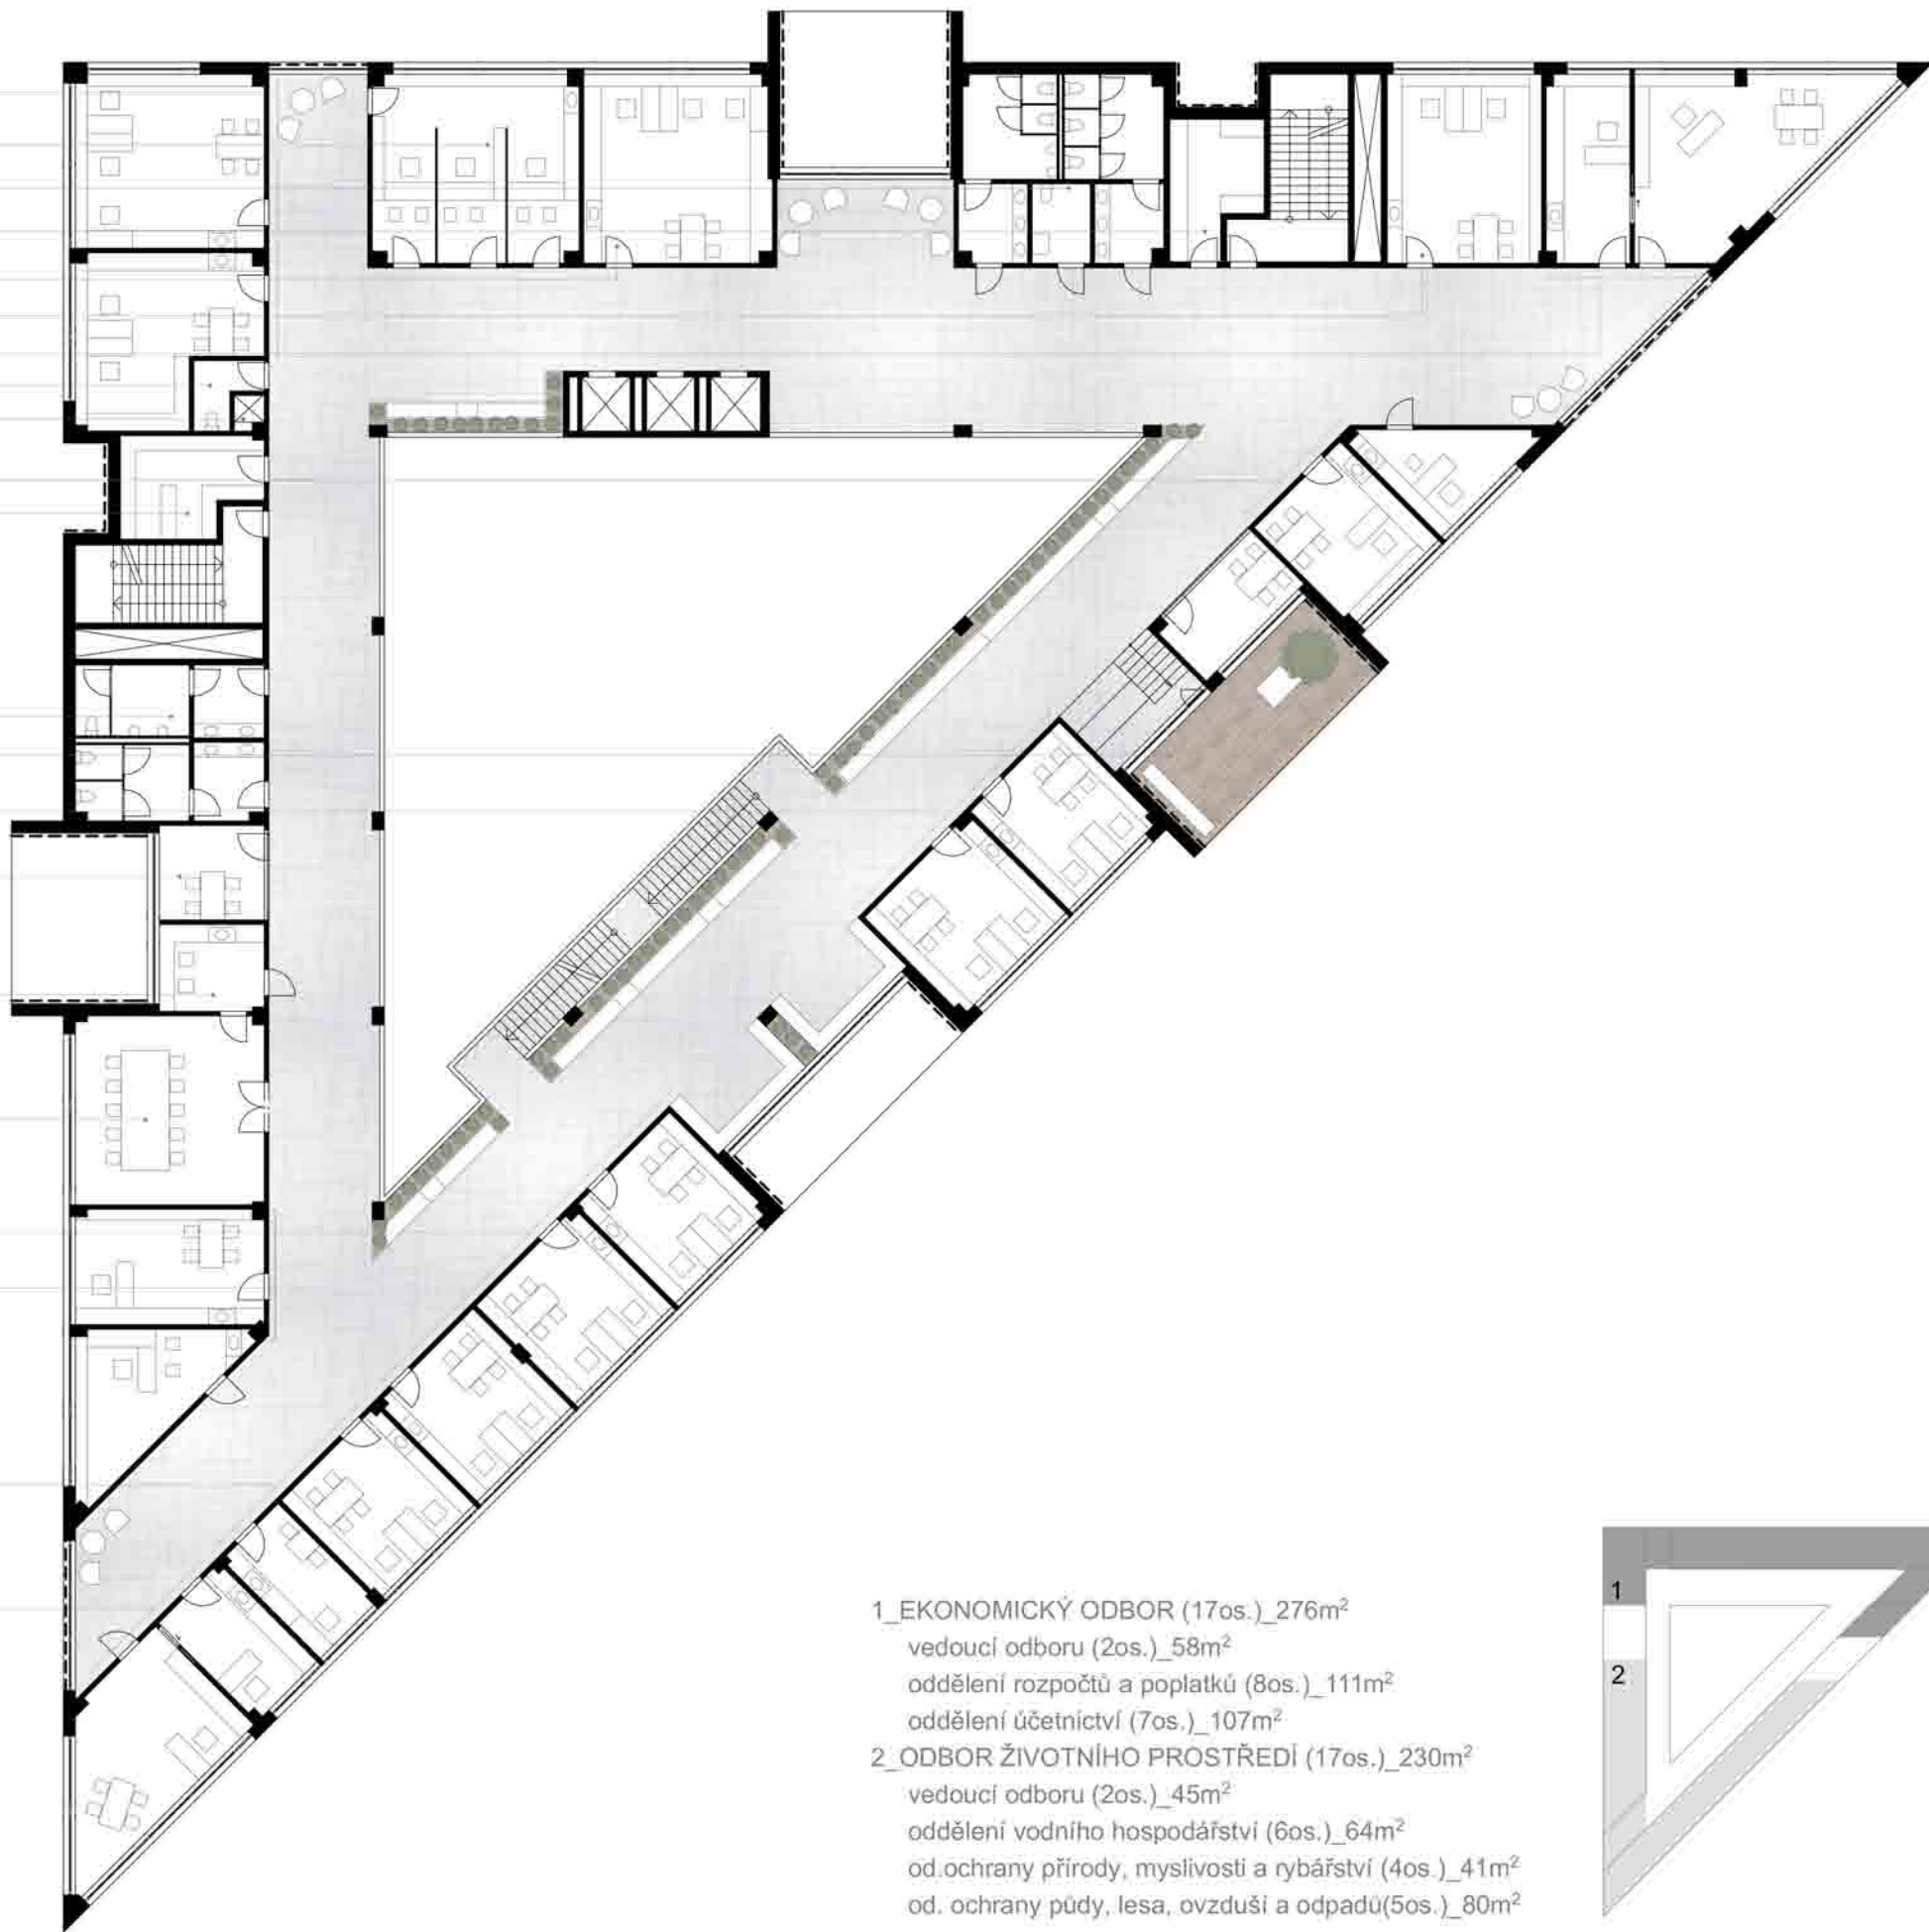 1_EKONOMICKÝ ODBOR (17os.)_276m²
vedoucí odboru (2os.)_58m²
oddělení rozpočtů a poplatků (8os.)_111m²
oddělení účetnictví (7os.)_107m²
2_ODBOR ŽIVOTNÍHO PROSTŘEDÍ (17os.)_230m²
vedoucí odboru (2os.)_45m²
oddělení vodního hospodářství (6os.)_64m²
od.ochrany přírody, myslivosti a rybářství (4os.)_41m²
od. ochrany půdy, lesa, ovzduší a odpadů(5os.)_80m²
1
2